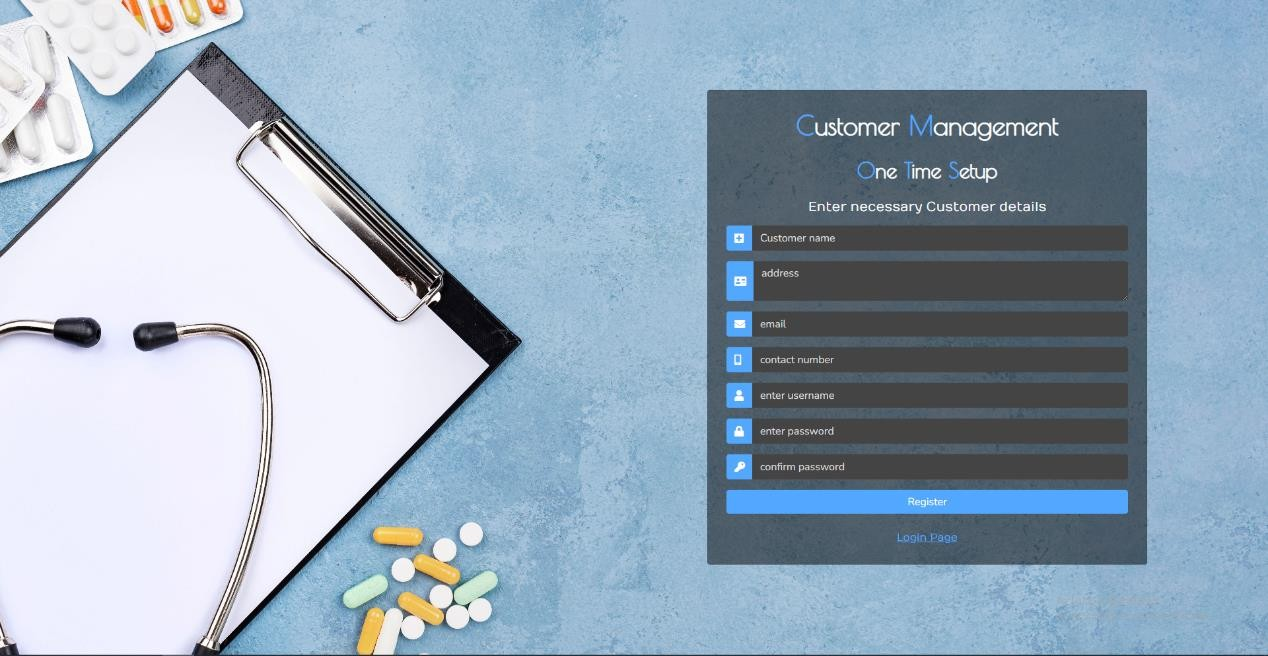 Customer Management
One Time Setup
Enter necessary Customer details
Customer name
address
email
contact number
enter username
enter password
confirm password
Register
Login Page